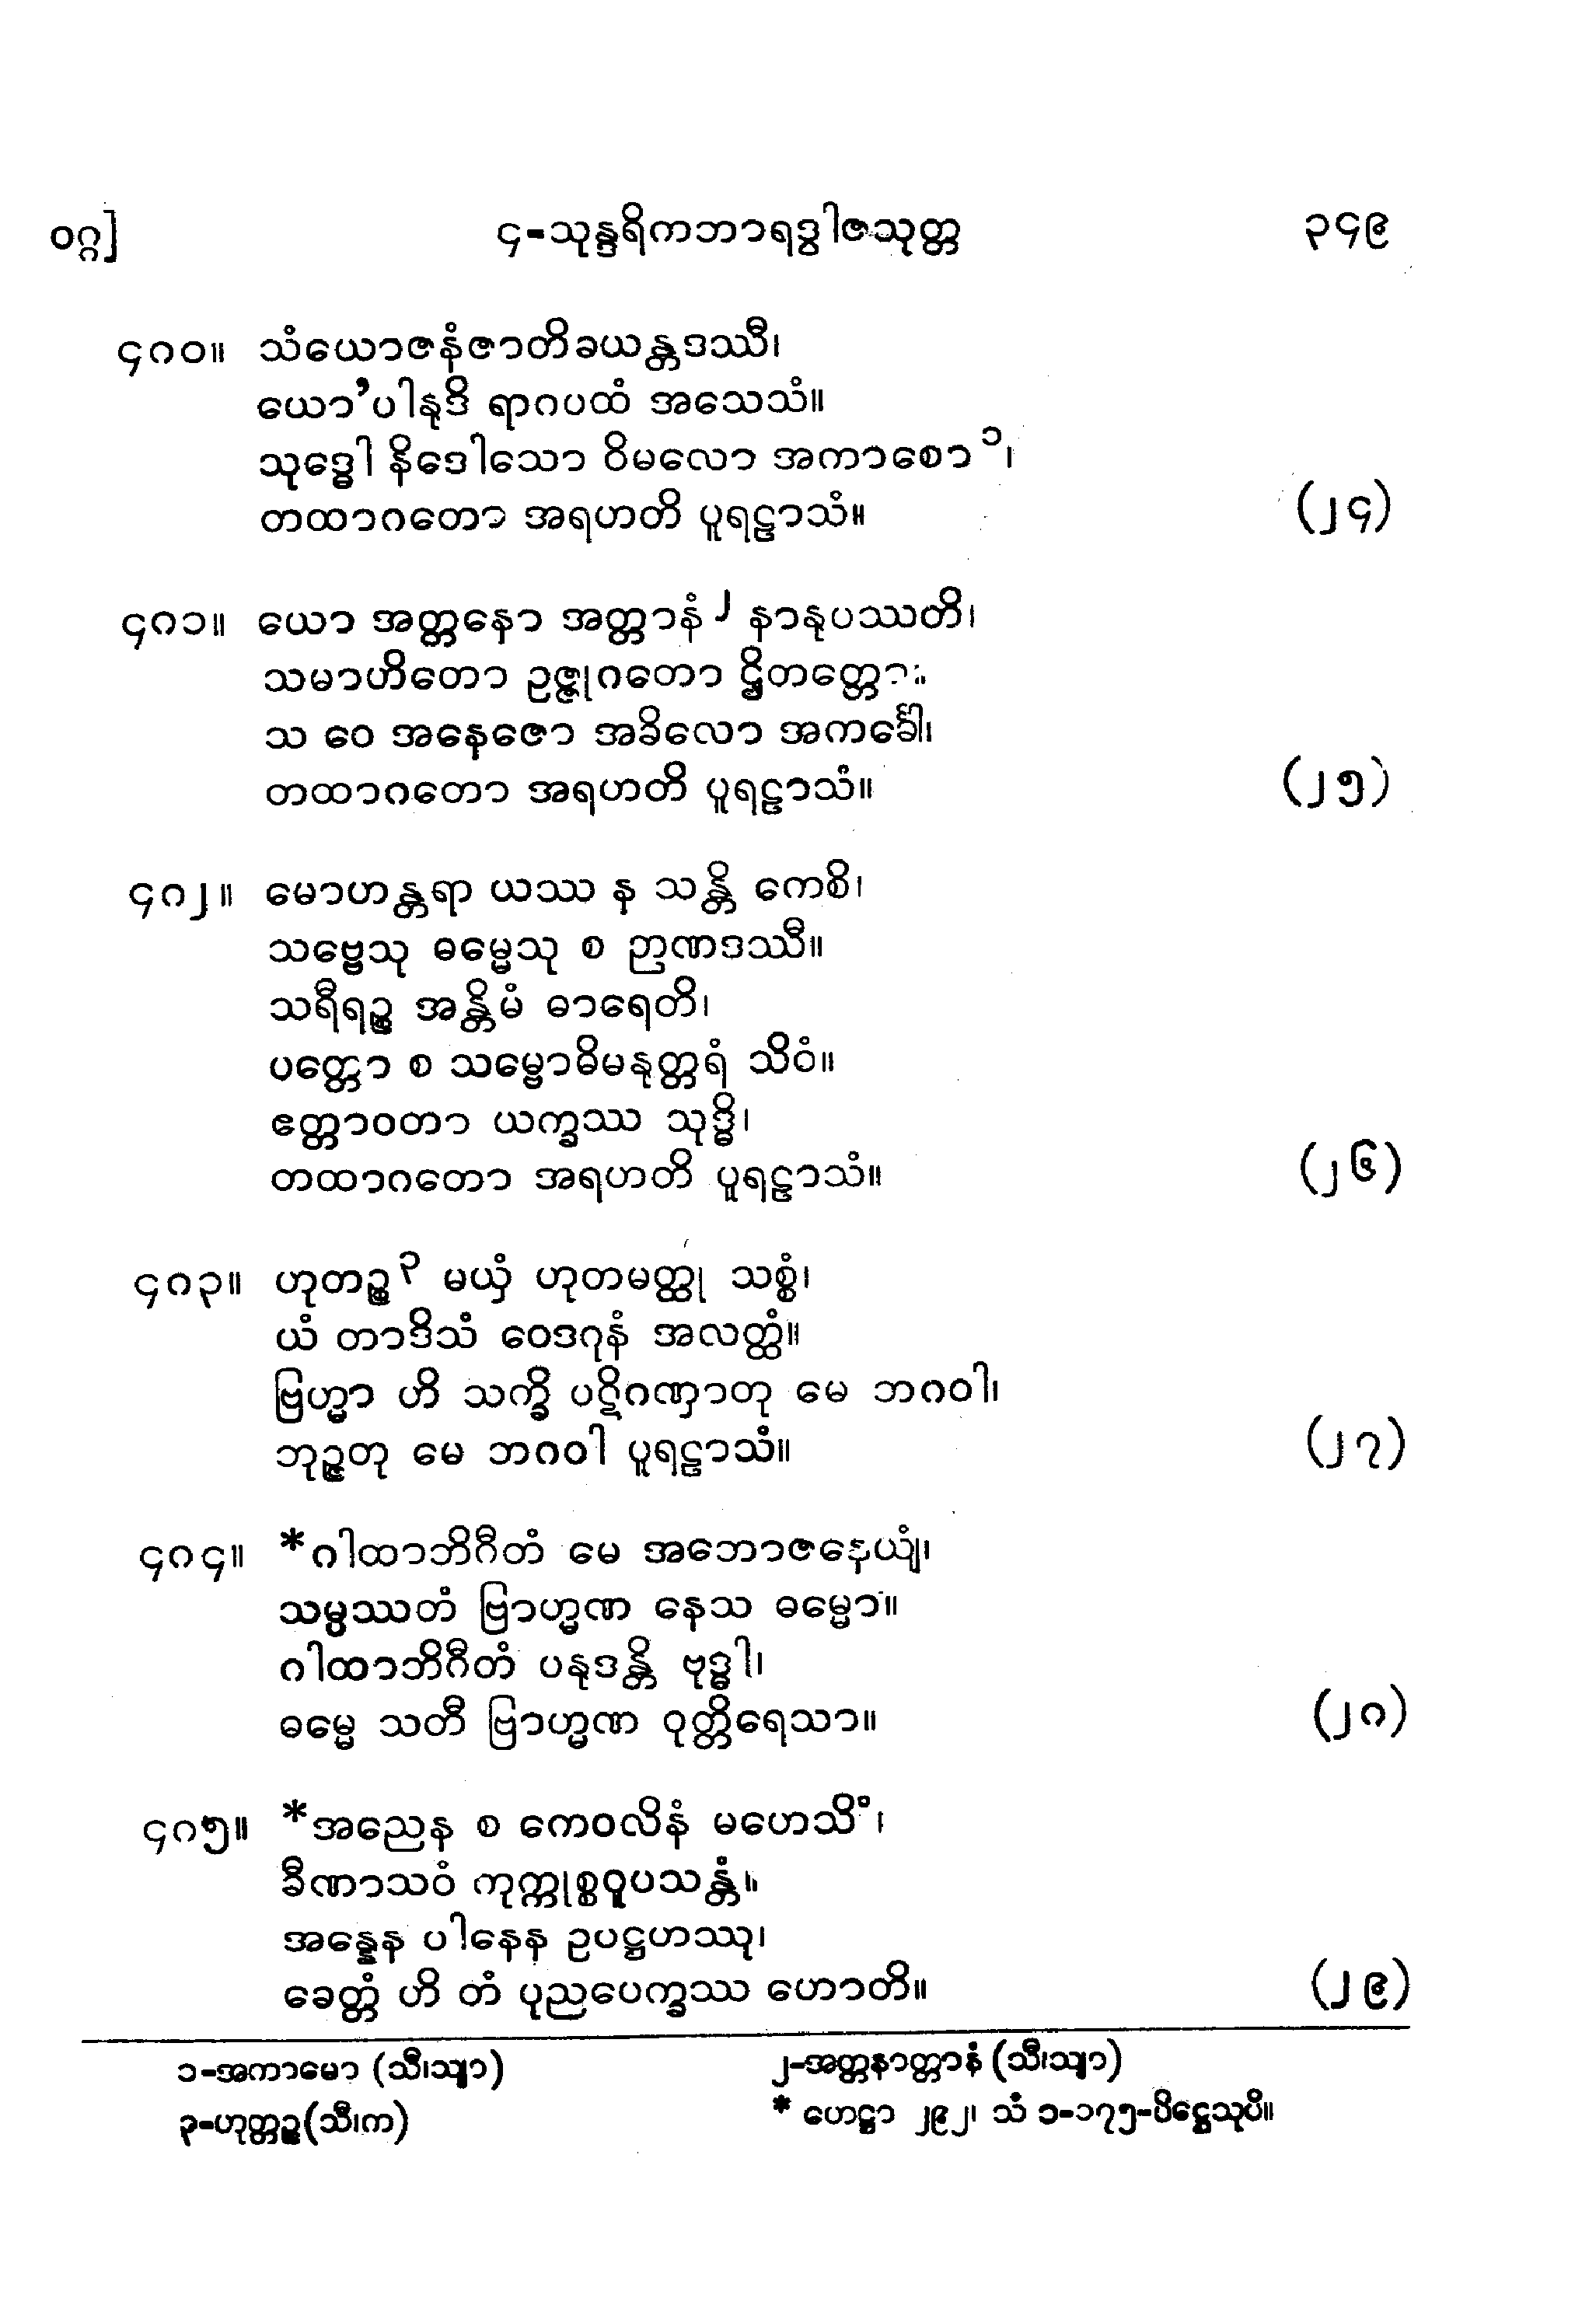 ဝဂ္ဂ] ၄-သုန္ဒရိကဘာရဒွါဇသုတ္တ ၃၄၉
၄၈၀။ သံယောဇနံဇာတိခယန္တဒဿီ၊
ယော’ပါနုဒိ ရာဂပထံ အသေသံ။
သုဒ္ဓေါ နိဒေါသော ဝိမလော အကာစော ၁၊
တထာဂတော အရဟတိ ပူရဠာသံ။ (၂၄)
၄၈၁။ ယော အတ္တနော အတ္တာနံ ၂ နာနုပဿတိ၊
သမာဟိတော ဥဇ္ဇုဂတော ဌိတတ္တော။
သ ဝေ အနေဇော အခိလော အကင်္ခေါ၊
တထာဂတော အရဟတိ ပူရဠာသံ။ (၂၅)
၄၈၂။ မောဟန္တရာ ယဿ န သန္တိ ကေစိ၊
သဗ္ဗေသု ဓမ္မေသု စ ဉာဏဒဿီ။
သရီရဉ္စ အန္တိမံ ဓာရေတိ၊
ပတ္တော စ သမ္ဗောဓိမနုတ္တရံ သိဝံ။
ဧတ္တာဝတာ ယက္ခဿ သုဒ္ဓိ၊
တထာဂတော အရဟတိ ပူရဠာသံ။ (၂၆)
၄၈၃။ ဟုတဉ္စ ၃ မယှံ ဟုတမတ္ထု သစ္စံ၊
ယံ တာဒိသံ ဝေဒဂုနံ အလတ္ထံ။
ဗြဟ္မာ ဟိ သက္ခိ ပဋိဂဏှာတု မေ ဘဂဝါ၊
ဘုဉ္ဇတု မေ ဘဂဝါ ပူရဠာသံ။ (၂၇)
၄၈၄။ *ဂါထာဘိဂီတံ မေ အဘောဇနေယျံ၊
သမ္ပဿတံ ဗြာဟ္မဏ နေသ ဓမ္မော။
ဂါထာဘိဂီတံ ပနုဒန္တိ ဗုဒ္ဓါ၊
ဓမ္မေ သတီ ဗြာဟ္မဏ ဝုတ္တိရေသာ။ (၂၈)
၄၈၅။ *အညေန စ ကေဝလိနံ မဟေသိံ၊
ခီဏာသဝံ ကုက္ကုစ္စဝူပသန္တံ။
အန္နေန ပါနေန ဥပဋ္ဌဟဿု၊
ခေတ္တံ ဟိ တံ ပုညပေက္ခဿ ဟောတိ။ (၂၉)
၁-အကာမော (သီ၊သျာ) ၂-အတ္တနာတ္တာနံ (သီ၊သျာ)
၃-ဟုတ္တဉ္စ(သီ၊က) * ဟေဋ္ဌာ ၂၉၂၊ သံ ၁-၁၇၅-ပိဋ္ဌေသုပိ။